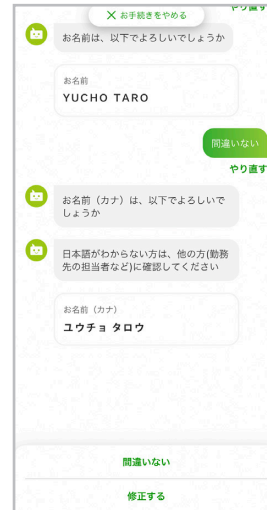 やり直す
× お手続きをやめる
お名前は、以下でよろしいでしょうか
お名前
YUCHO TARO
間違いない
やり直す
お名前（カナ）は、以下でよろしいで
しょうか
日本語がわからない方は、他の方(勤務
先の担当者など)に確認してください
お名前（カナ）
ユウチョ タロウ
間違いない
修正する